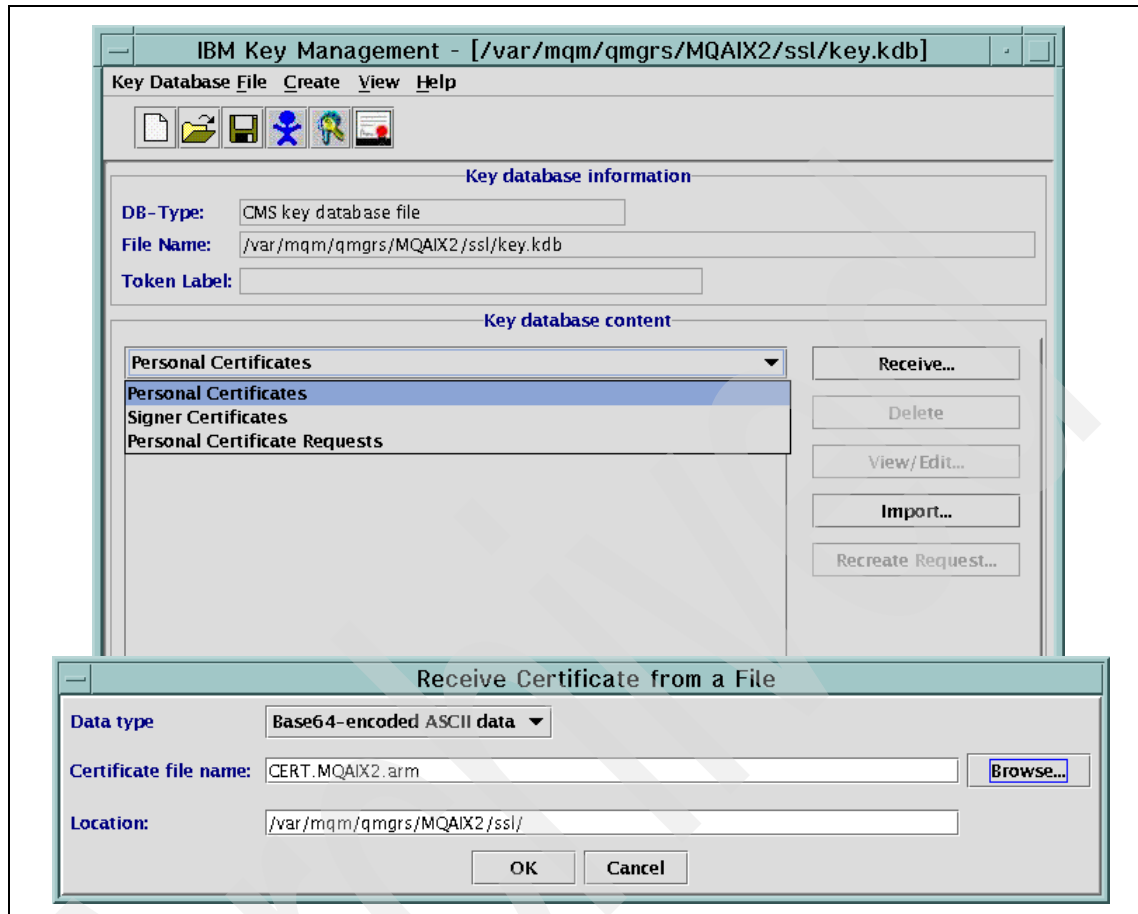 IBM Key Management - [/var/mqm/qmgrs/MQAIX2/ssl/key.kdb]
Key Database File Create View Help
Key database information
DB-Type: CMS key database file
File Name: /var/mqm/qmgrs/MQAIX2/ssl/key.kdb
Token Label:
Key database content
Personal Certificates
Receive...
Personal Certificates
Signer Certificates
Personal Certificate Requests
Delete
View/Edit...
Import...
Recreate Request...
Receive Certificate from a File
Data type Base64-encoded ASCII data
Certificate file name: CERT.MQAIX2.arm Browse...
Location: /var/mqm/qmgrs/MQAIX2/ssl/
OK Cancel